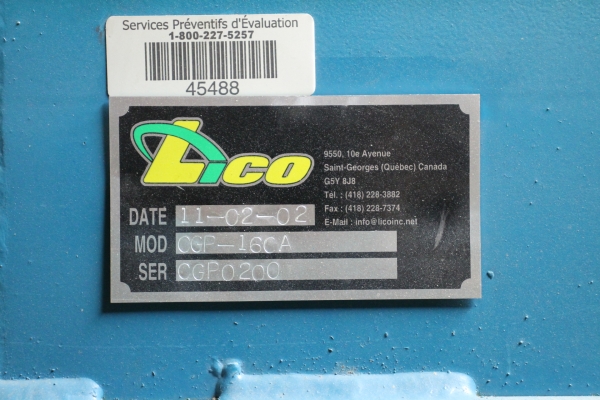 Services Préventifs d'Évaluation
1-800-227-5257
45488
Lico
9550, 10e Avenue
Saint-Georges (Québec) Canada
G5Y 8J8
Tél. : (418) 228-3882
Fax : (418) 228-7374
E-Mail : info@licoinc.net
DATE 11-02-02
MOD CGP-160A
SER CGP0200